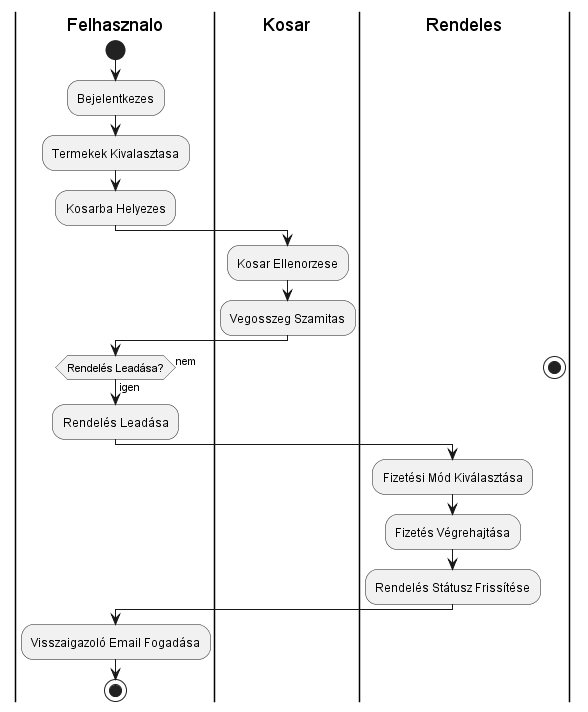 Felhasznalo
Kosar
Rendeles
Bejelentkezes
Termekek Kivalasztasa
Kosarba Helyezes
Kosar Ellenorzese
Vegosszeg Szamitas
Rendelés Leadása?
nem
igen
Rendelés Leadása
Fizetési Mód Kiválasztása
Fizetés Végrehajtása
Rendelés Státusz Frissítése
Visszaigazoló Email Fogadása